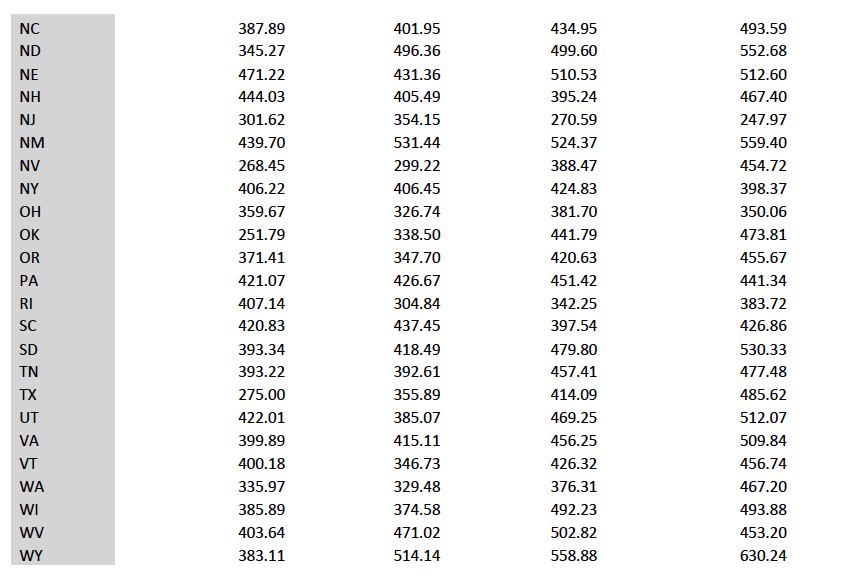 NC 387.89 401.95 434.95 493.59
ND 345.27 496.36 499.60 552.68
NE 471.22 431.36 510.53 512.60
NH 444.03 405.49 395.24 467.40
NJ 301.62 354.15 270.59 247.97
NM 439.70 531.44 524.37 559.40
NV 268.45 299.22 388.47 454.72
NY 406.22 406.45 424.83 398.37
OH 359.67 326.74 381.70 350.06
OK 251.79 338.50 441.79 473.81
OR 371.41 347.70 420.63 455.67
PA 421.07 426.67 451.42 441.34
RI 407.14 304.84 342.25 383.72
SC 420.83 437.45 397.54 426.86
SD 393.34 418.49 479.80 530.33
TN 393.22 392.61 457.41 477.48
TX 275.00 355.89 414.09 485.62
UT 422.01 385.07 469.25 512.07
VA 399.89 415.11 456.25 509.84
VT 400.18 346.73 426.32 456.74
WA 335.97 329.48 376.31 467.20
WI 385.89 374.58 492.23 493.88
WV 403.64 471.02 502.82 453.20
WY 383.11 514.14 558.88 630.24